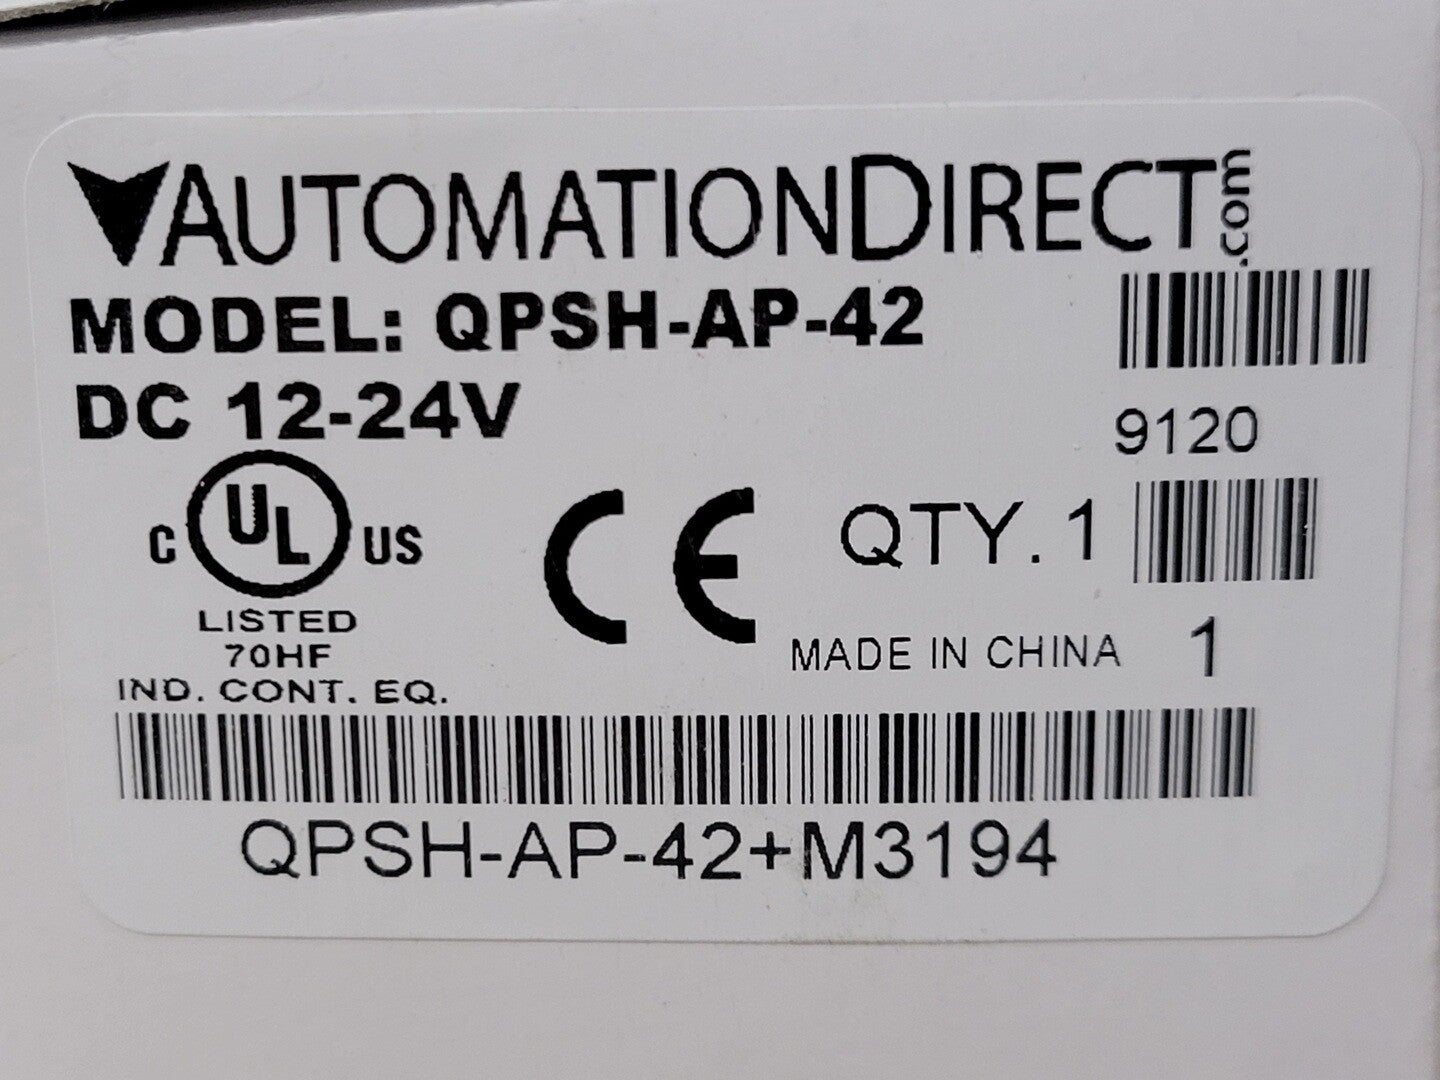 AUTOMATIONDIRECT.com
MODEL: QPSH-AP-42
DC 12-24V
9120
C UL US
LISTED
70HF
IND. CONT. EQ.
CE
QTY. 1
MADE IN CHINA
1
QPSH-AP-42+M3194